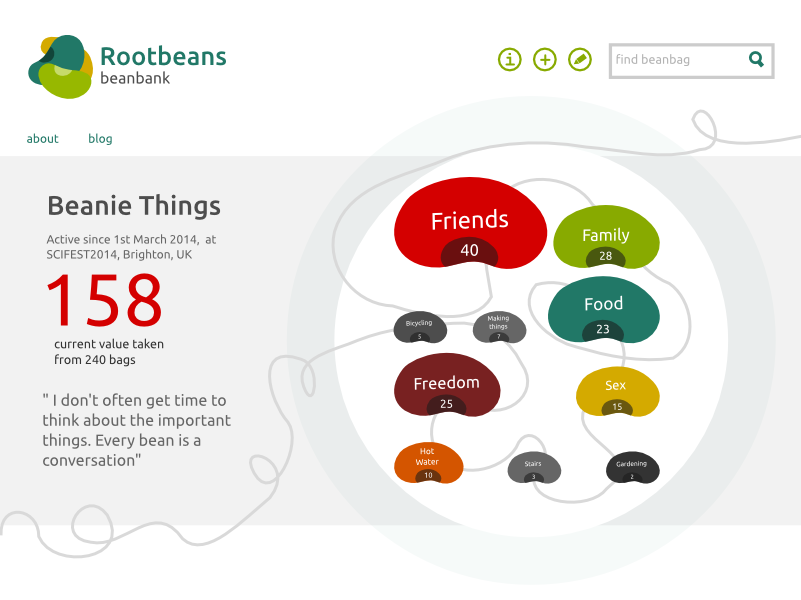 Rootbeans
beanbank
find beanbag
about
blog
Beanie Things
Active since 1st March 2014, at
SCIFEST2014, Brighton, UK
158
current value taken
from 240 bags
" I don't often get time to
think about the important
things. Every bean is a
conversation"
Friends
40
Family
28
Food
23
Bicycling
5
Making
things
7
Freedom
25
Sex
15
Hot
Water
10
Stairs
3
Gardening
2